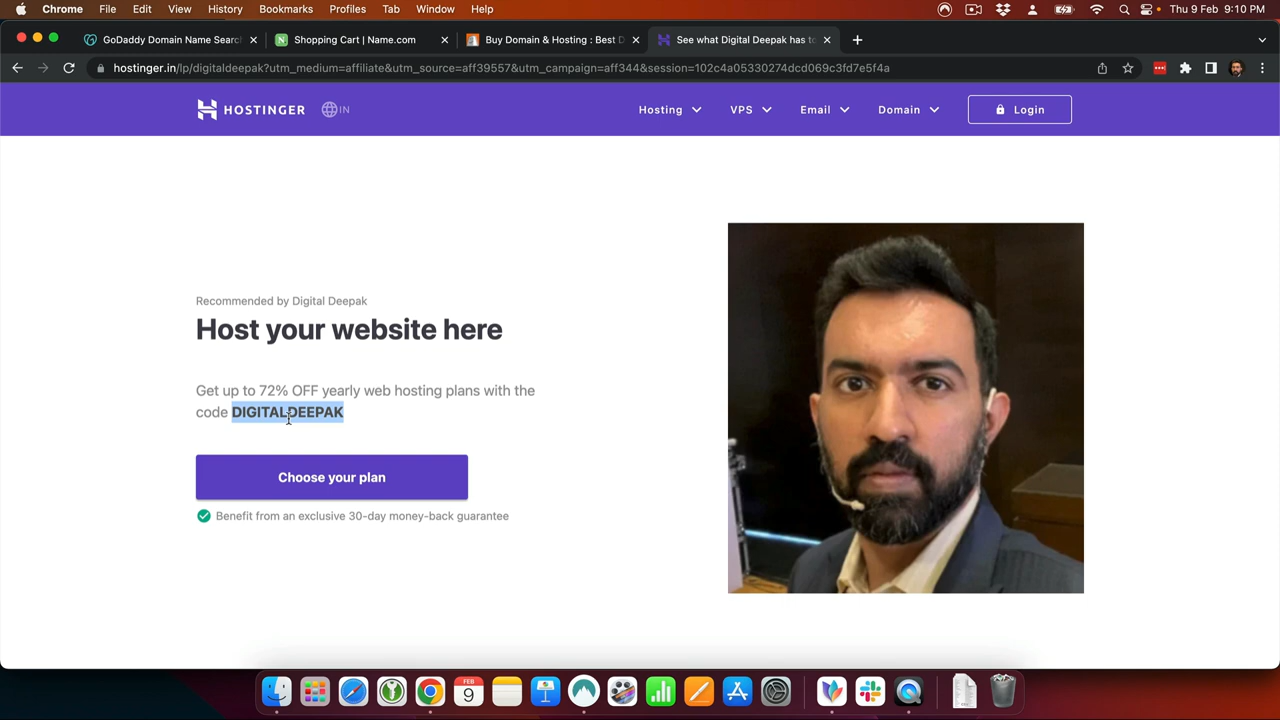 Chrome File Edit View History Bookmarks Profiles Tab Window Help Thu 9 Feb 9:10 PM
GoDaddy Domain Name Searc Shopping Cart | Name.com Buy Domain & Hosting : Best D See what Digital Deepak has to
hostinger.in/lp/digitaldeepak?utm_medium=affiliate&utm_source=aff39557&utm_campaign=aff344&session=102c4a05330274dcd069c3fd7e5f4a
HOSTINGER IN Hosting VPS Email Domain Login
Recommended by Digital Deepak
Host your website here
Get up to 72% OFF yearly web hosting plans with the
code DIGITALDEEPAK
Choose your plan
Benefit from an exclusive 30-day money-back guarantee
FEB
9